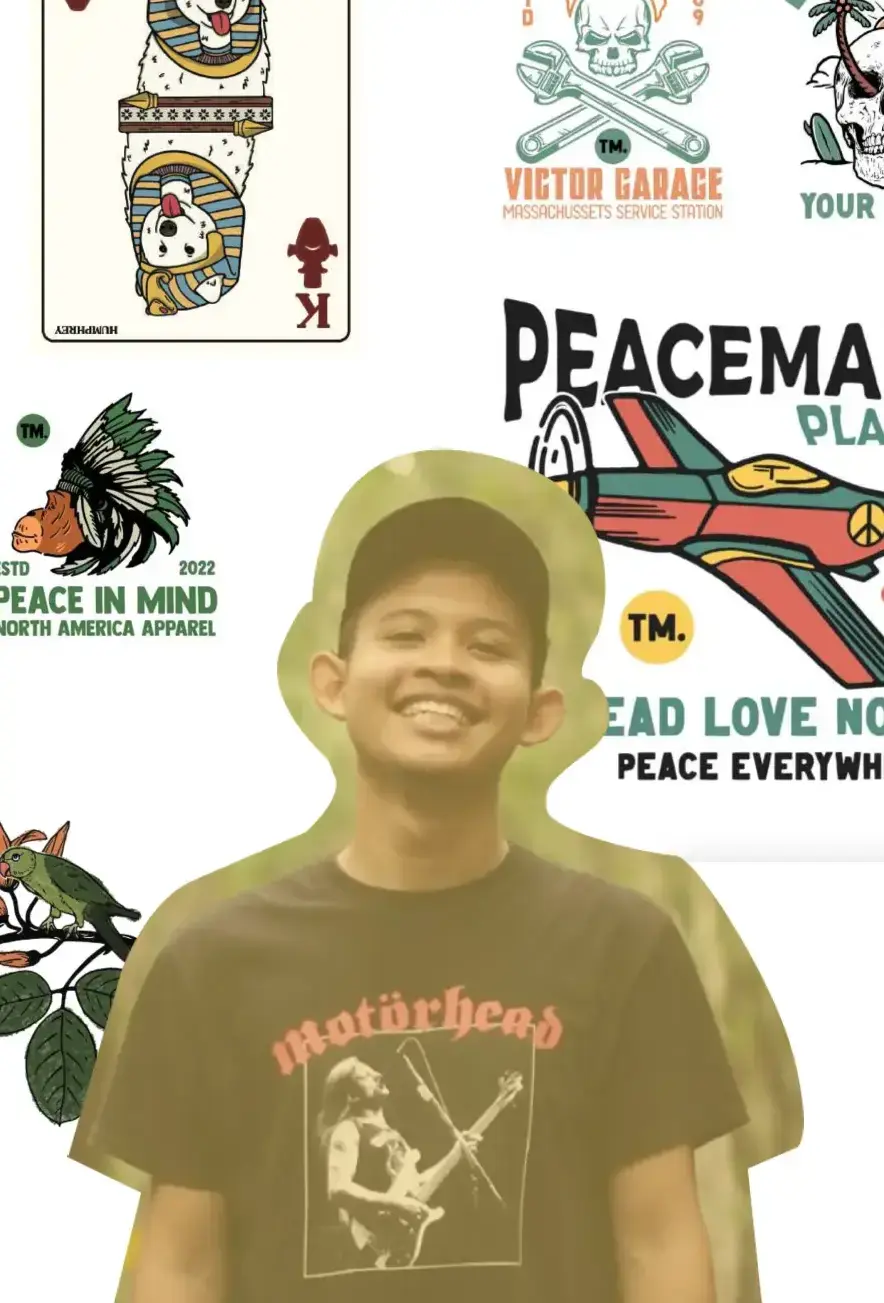 K
HUMPHREY
TM.
VICTOR GARAGE
MASSACHUSSETS SERVICE STATION
YOUR
PEACEMA
PLA
TM.
ESTD 2022
PEACE IN MIND
NORTH AMERICA APPAREL
TM.
EAD LOVE NO
PEACE EVERYWH
motörhead